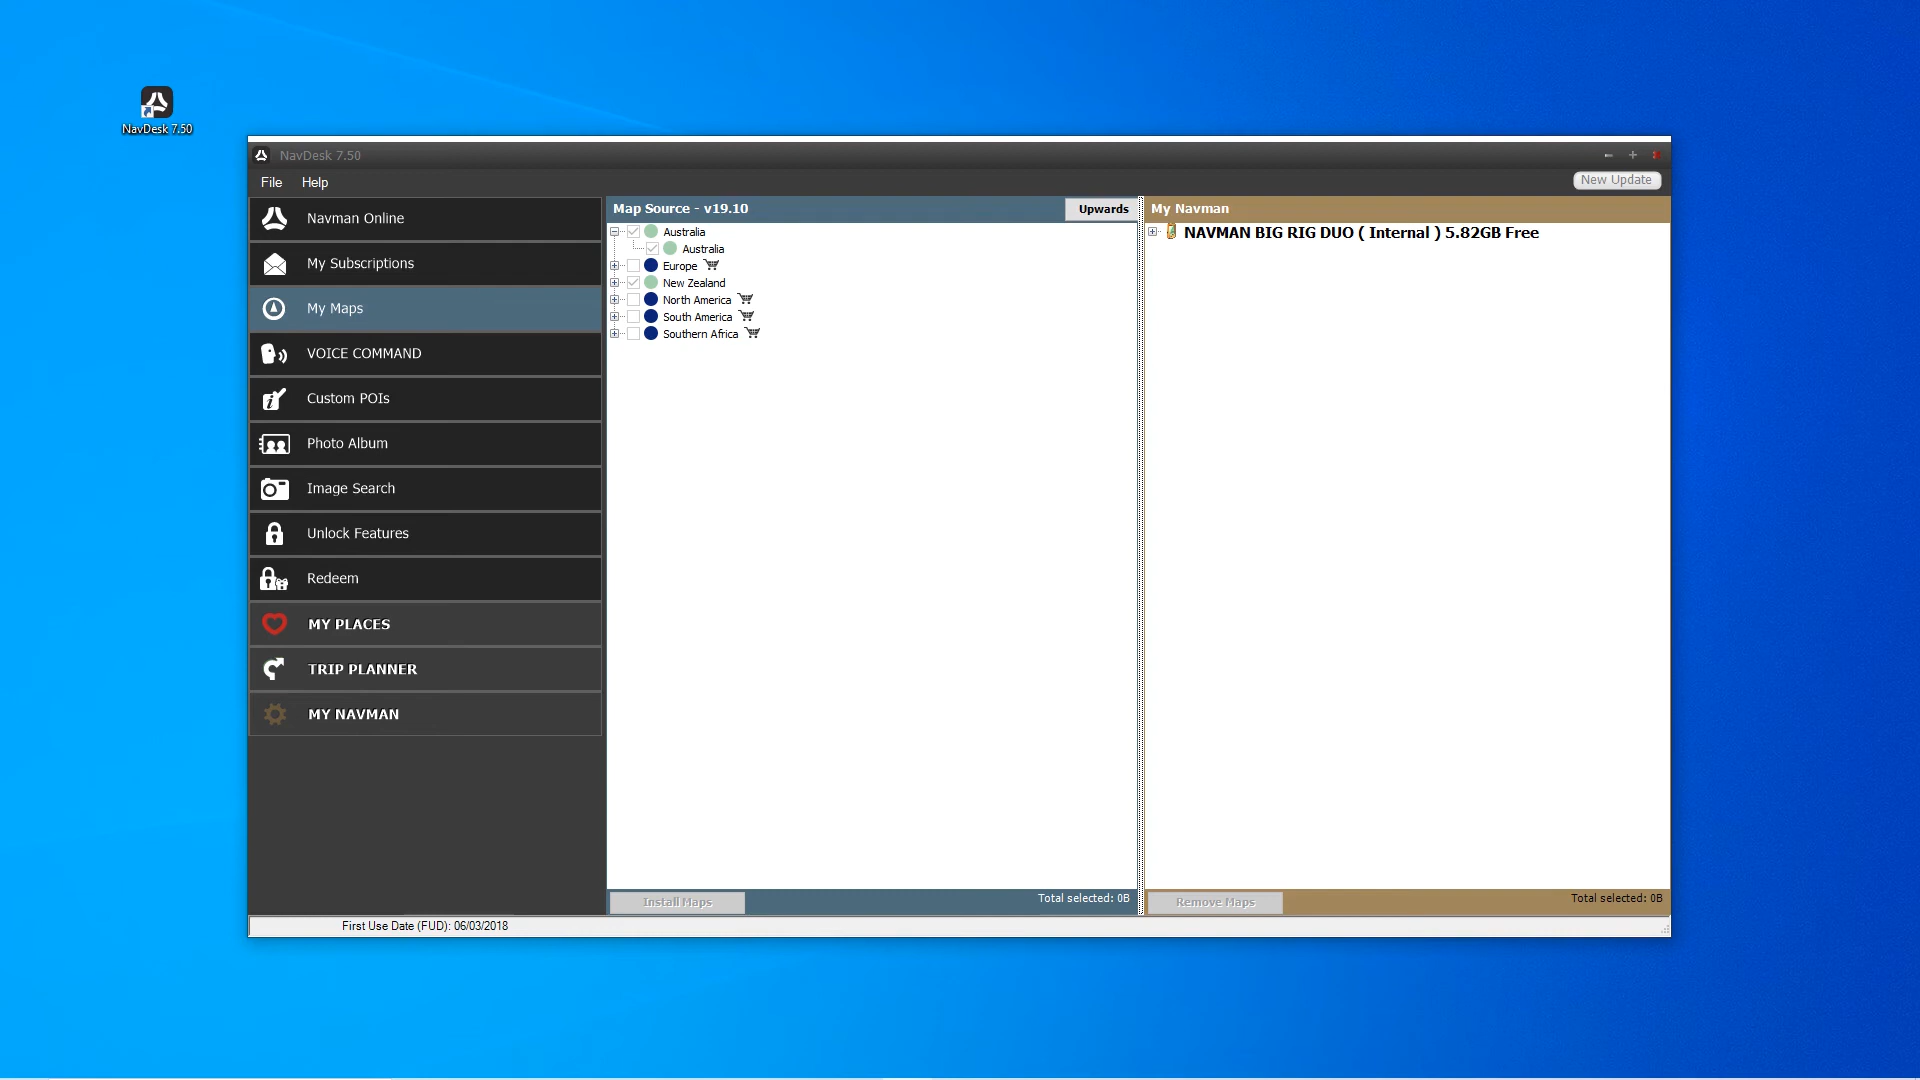 NavDesk 7.50
NavDesk 7.50
File Help
New Update
Navman Online
My Subscriptions
My Maps
VOICE COMMAND
Custom POIs
Photo Album
Image Search
Unlock Features
Redeem
MY PLACES
TRIP PLANNER
MY NAVMAN
Map Source - v19.10
Upwards
Australia
Australia
Europe
New Zealand
North America
South America
Southern Africa
Install Maps
Total selected: 0B
My Navman
NAVMAN BIG RIG DUO ( Internal ) 5.82GB Free
Remove Maps
Total selected: 0B
First Use Date (FUD): 06/03/2018